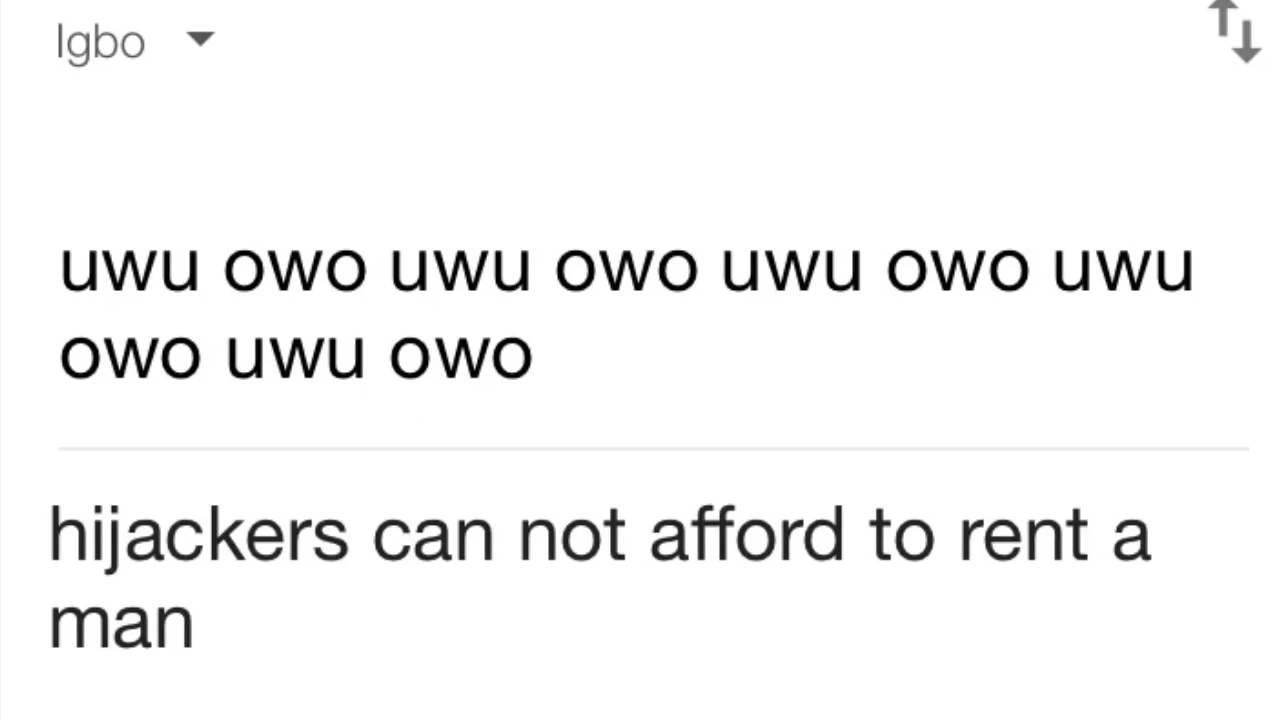 Igbo
uwu owo uwu owo uwu owo uwu
owo uwu owo
hijackers can not afford to rent a
man